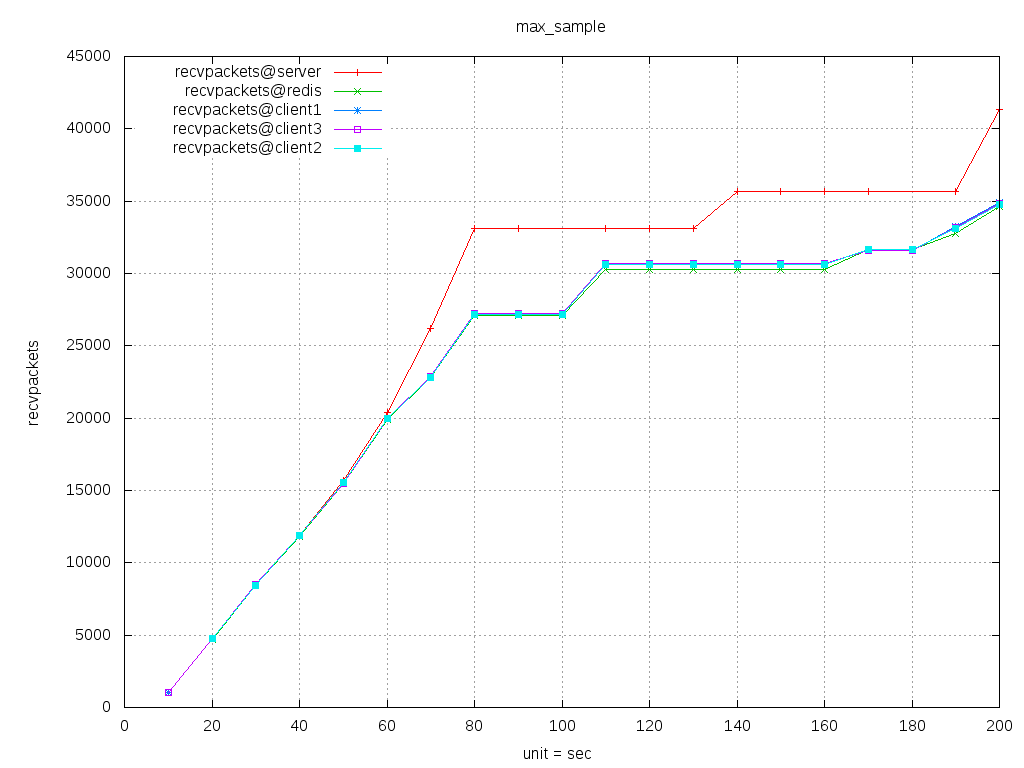 max_sample
45000
40000
35000
30000
25000
20000
15000
10000
5000
0
recvpackets
recvpackets@server
recvpackets@redis
recvpackets@client1
recvpackets@client3
recvpackets@client2
0 20 40 60 80 100 120 140 160 180 200
unit = sec